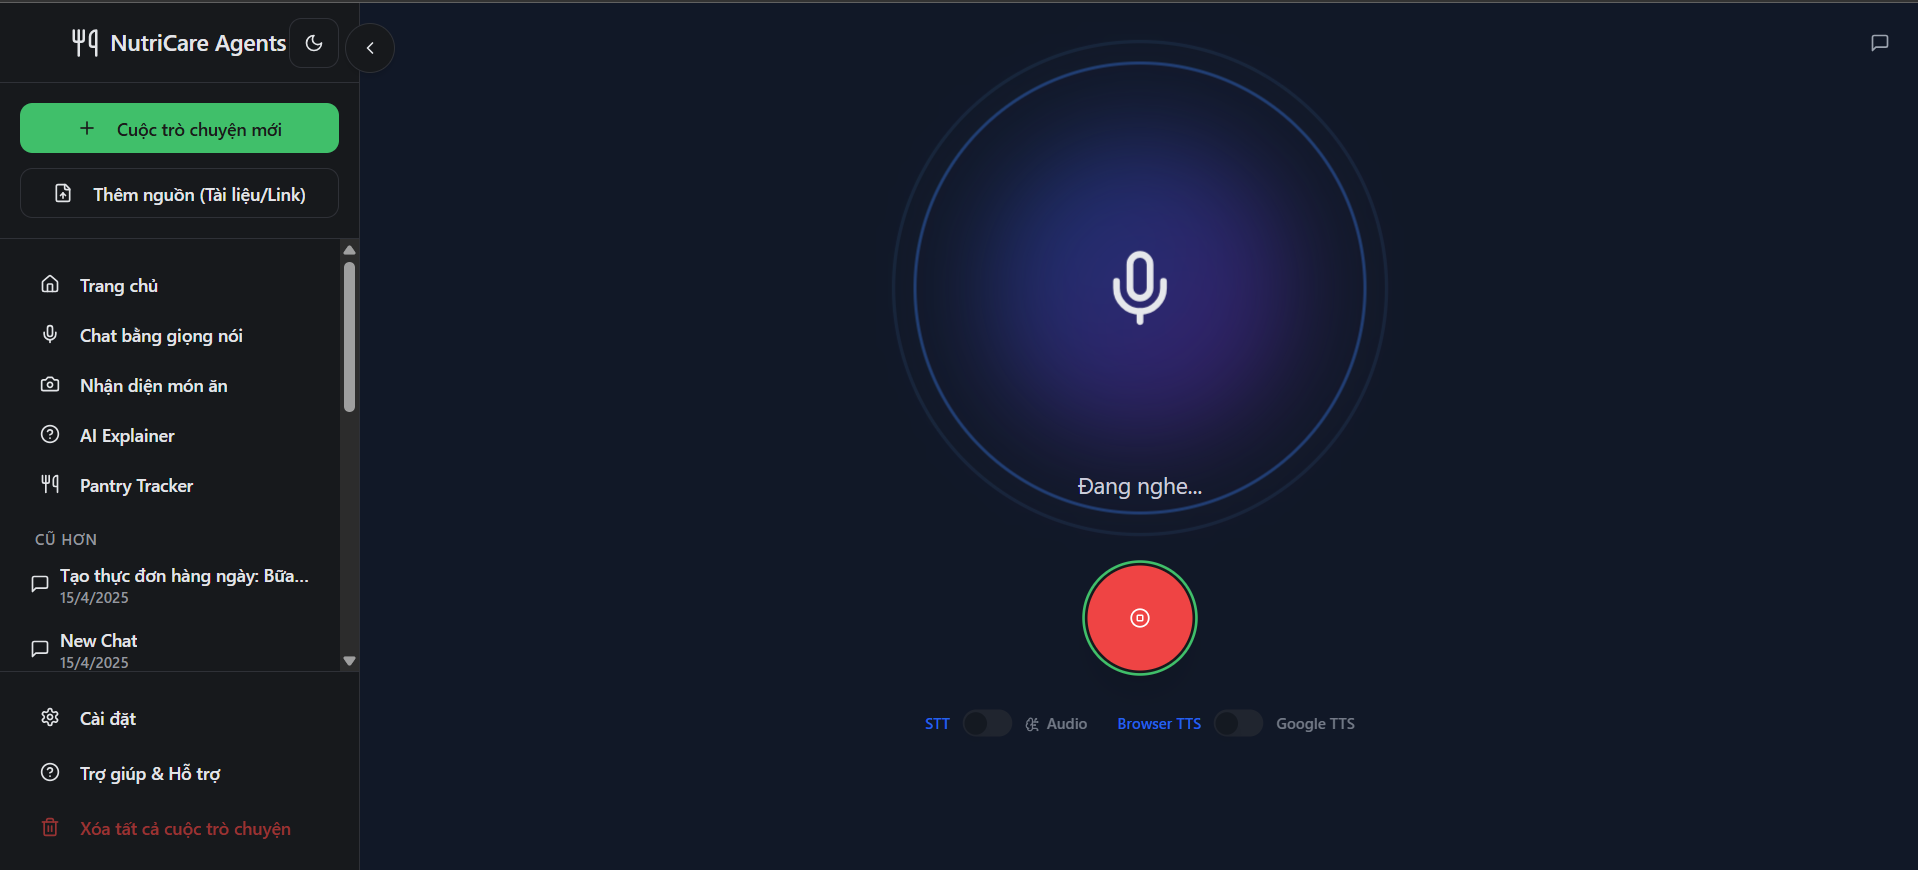 NutriCare Agents
Cuộc trò chuyện mới
Thêm nguồn (Tài liệu/Link)
Trang chủ
Chat bằng giọng nói
Nhận diện món ăn
AI Explainer
Pantry Tracker
CŨ HƠN
Tạo thực đơn hàng ngày: Bữa...
15/4/2025
New Chat
15/4/2025
Cài đặt
Trợ giúp & Hỗ trợ
Xóa tất cả cuộc trò chuyện
Đang nghe...
STT Audio Browser TTS Google TTS